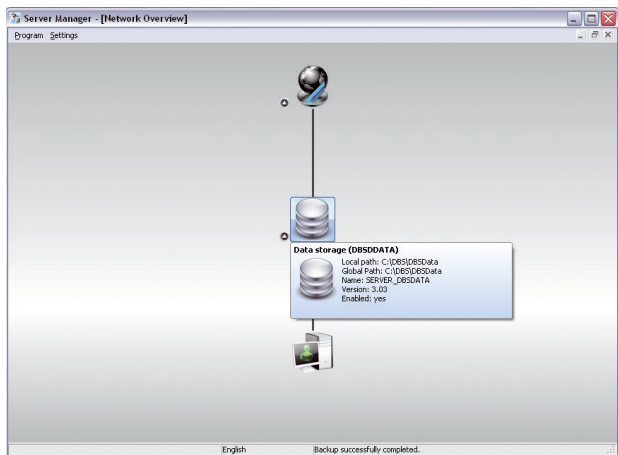 Server Manager - [Network Overview]
Program Settings
Data storage (DBSDDATA)
Local path: C:\DBS\DBSData
Global Path: C:\DBS\DBSData
Name: SERVER_DBSDATA
Version: 3.03
Enabled: yes
English Backup successfully completed.